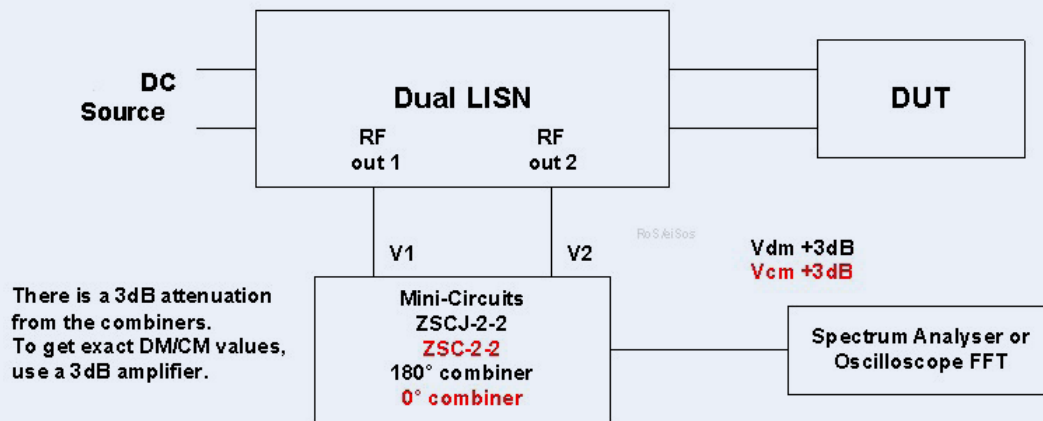 DC
Source
Dual LISN
RF
out 1
RF
out 2
DUT
V1
V2
RoS/eiSos
Vdm +3dB
Vcm +3dB
There is a 3dB attenuation
from the combiners.
To get exact DM/CM values,
use a 3dB amplifier.
Mini-Circuits
ZSCJ-2-2
ZSC-2-2
180° combiner
0° combiner
Spectrum Analyser or
Oscilloscope FFT